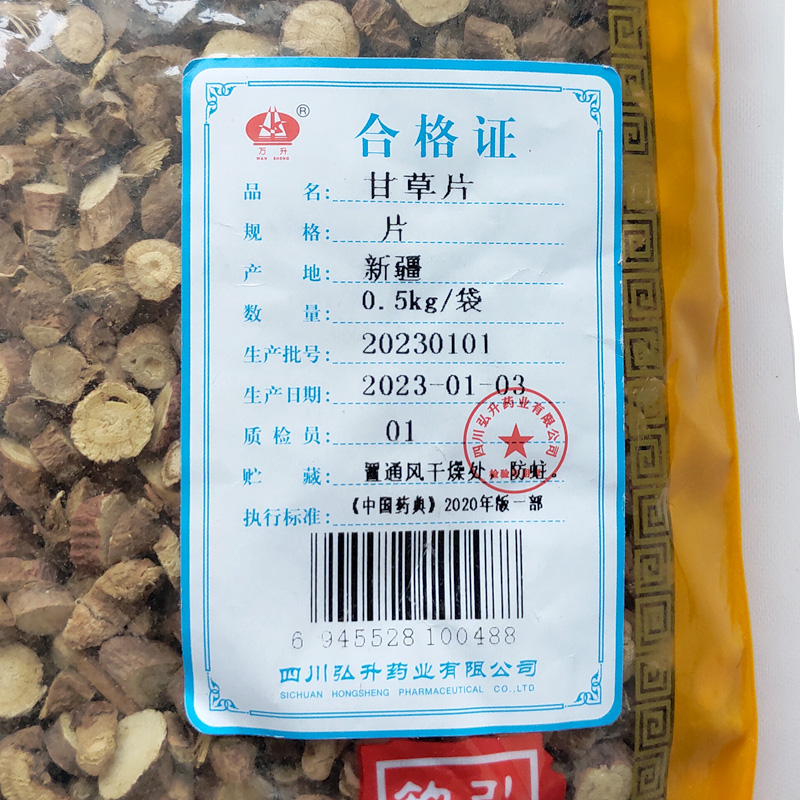 ®
万升
WAN SHENG
合格证
品 名: 甘草片
规 格: 片
产 地: 新疆
数 量: 0.5kg/袋
生产批号: 20230101
生产日期: 2023-01-03
质 检 员: 01
四川弘升药业有限公司
贮 藏: 置通风干燥处，防蛀。
执行标准: 《中国药典》2020年版一部
6 945528 100488
四川弘升药业有限公司
SICHUAN HONGSHENG PHARMACEUTICAL CO.,LTD